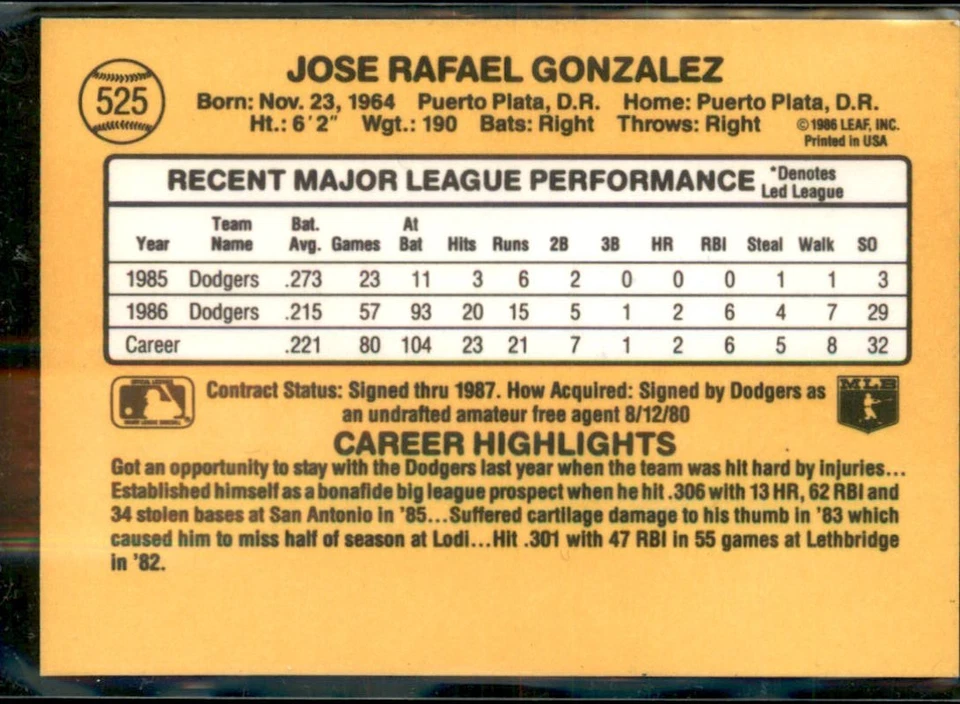 525
JOSE RAFAEL GONZALEZ
Born: Nov. 23, 1964 Puerto Plata, D.R. Home: Puerto Plata, D.R.
Ht.: 6'2" Wgt.: 190 Bats: Right Throws: Right ©1986 LEAF, INC.
Printed in USA
RECENT MAJOR LEAGUE PERFORMANCE *Denotes Led League
Year Team Name Bat. Avg. Games At Bat Hits Runs 2B 3B HR RBI Steal Walk SO
1985 Dodgers .273 23 11 3 6 2 0 0 0 1 1 3
1986 Dodgers .215 57 93 20 15 5 1 2 6 4 7 29
Career .221 80 104 23 21 7 1 2 6 5 8 32
Contract Status: Signed thru 1987. How Acquired: Signed by Dodgers as
an undrafted amateur free agent 8/12/80
MLB
CAREER HIGHLIGHTS
Got an opportunity to stay with the Dodgers last year when the team was hit hard by injuries...
Established himself as a bonafide big league prospect when he hit .306 with 13 HR, 62 RBI and
34 stolen bases at San Antonio in '85...Suffered cartilage damage to his thumb in '83 which
caused him to miss half of season at Lodi...Hit .301 with 47 RBI in 55 games at Lethbridge
in '82.